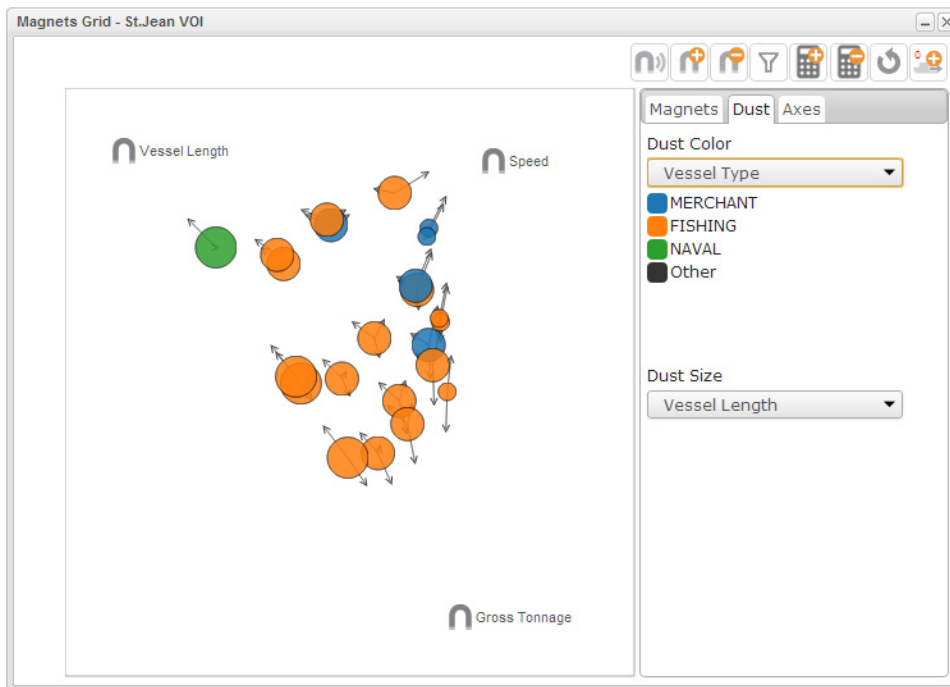 Magnets Grid - St.Jean VOI
0
Magnets Dust Axes
Vessel Length
Speed
Dust Color
Vessel Type
MERCHANT
FISHING
NAVAL
Other
Dust Size
Vessel Length
Gross Tonnage